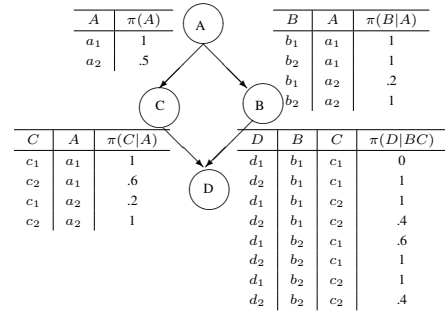 A π(A)
a1 1
a2 .5
A
B A π(B|A)
b1 a1 1
b2 a1 1
b1 a2 .2
b2 a2 1
C
B
C A π(C|A)
c1 a1 1
c2 a1 .6
c1 a2 .2
c2 a2 1
D
D B C π(D|BC)
d1 b1 c1 0
d2 b1 c1 1
d1 b1 c2 1
d2 b1 c2 .4
d1 b2 c1 .6
d2 b2 c1 1
d1 b2 c2 1
d2 b2 c2 .4